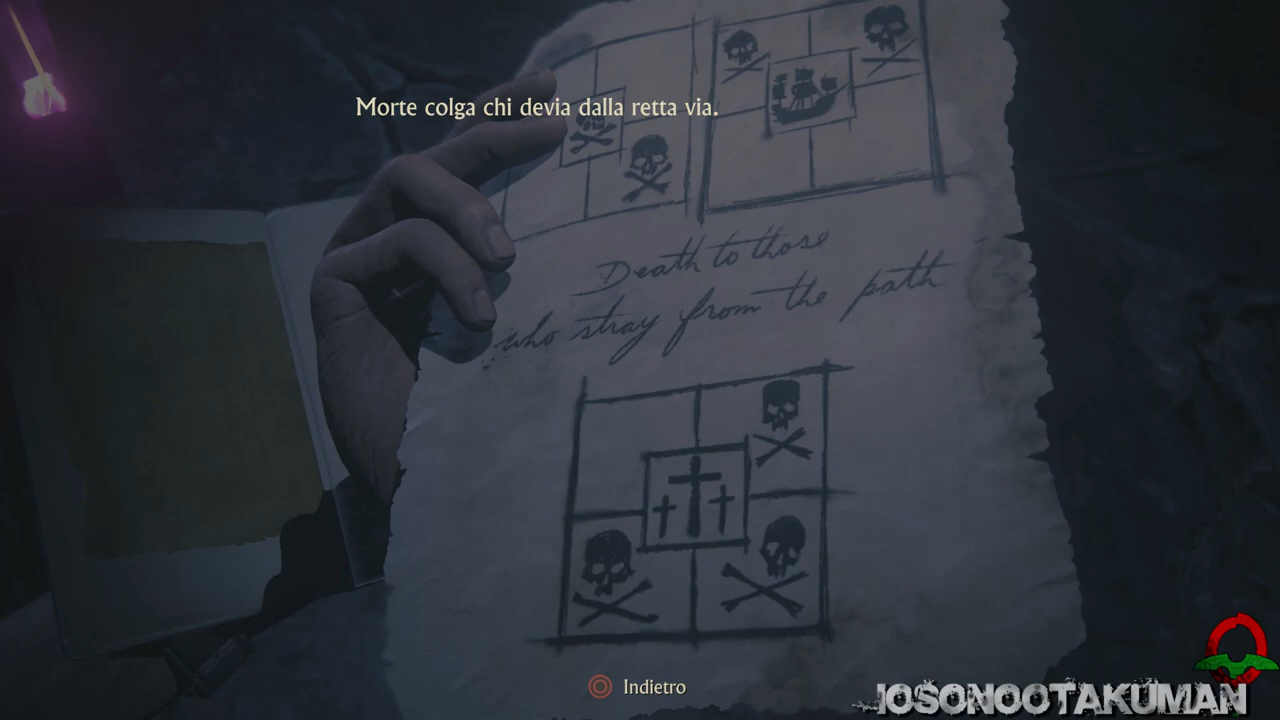 Morte colga chi devia dalla retta via.
Death to those
who stray from the path
Indietro
IOSONOOTAKUMAN